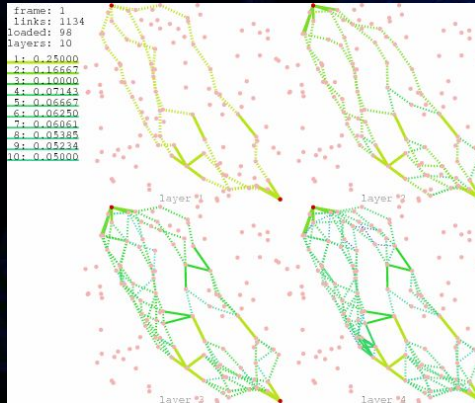 frame: 1
links: 1134
loaded: 98
layers: 10
1: 0.25000
2: 0.16667
3: 0.10000
4: 0.07143
5: 0.06667
6: 0.06250
7: 0.06061
8: 0.05385
9: 0.05234
10: 0.05000
layer 1
layer 2
layer 3
layer 4